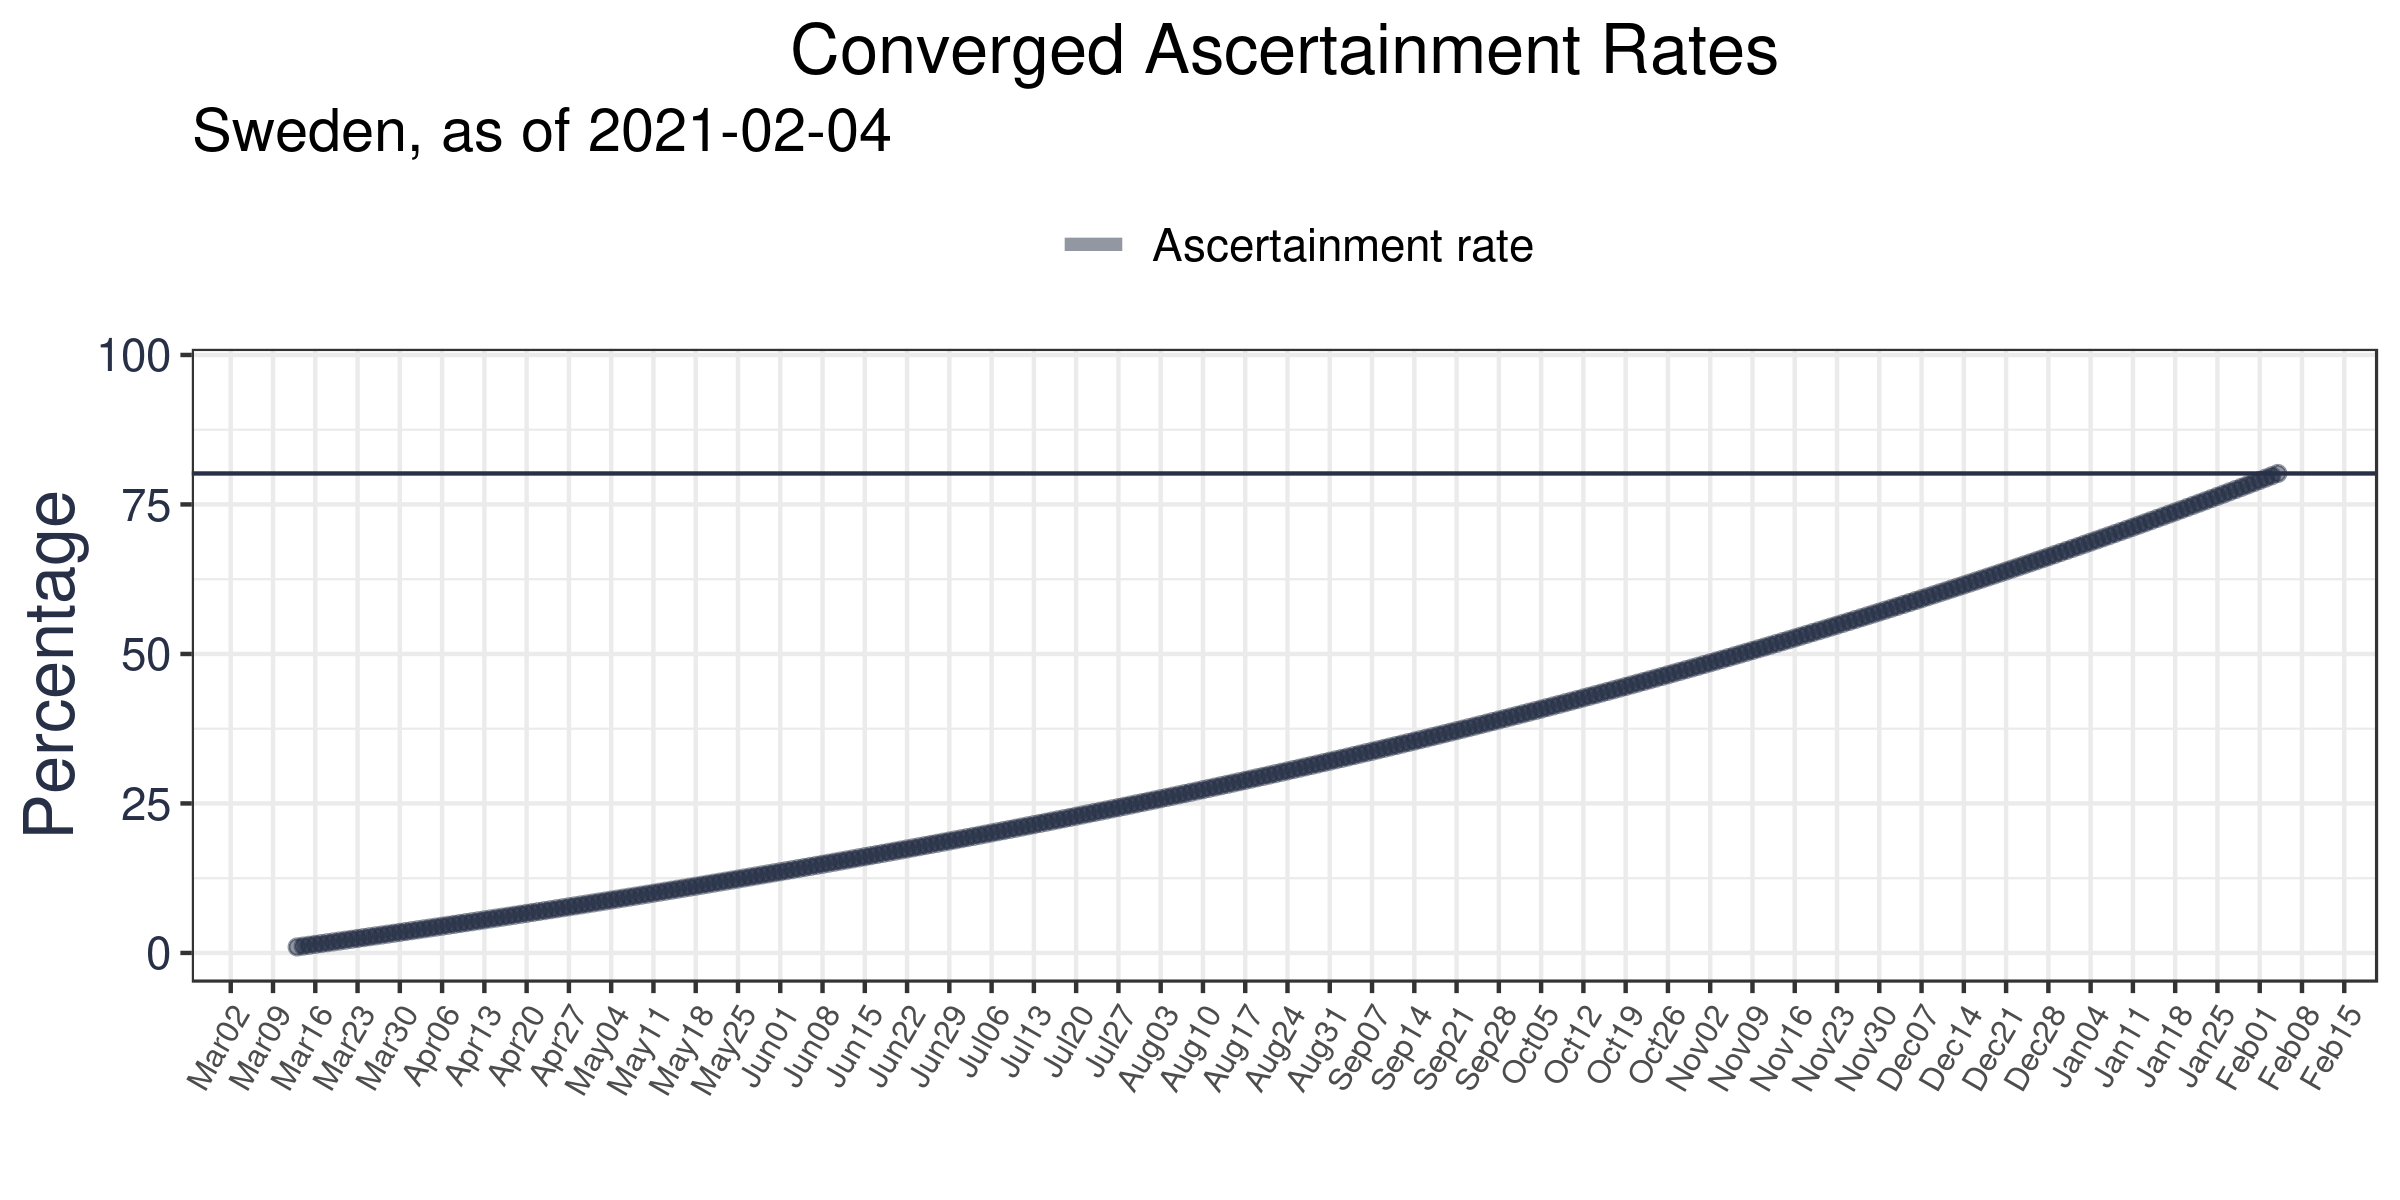 Converged Ascertainment Rates
Sweden, as of 2021-02-04
Ascertainment rate
Percentage
100
75
50
25
0
Mar02 Mar09 Mar16 Mar23 Mar30 Apr06 Apr13 Apr20 Apr27 May04 May11 May18 May25 Jun01 Jun08 Jun15 Jun22 Jun29 Jul06 Jul13 Jul20 Jul27 Aug03 Aug10 Aug17 Aug24 Aug31 Sep07 Sep14 Sep21 Sep28 Oct05 Oct12 Oct19 Oct26 Nov02 Nov09 Nov16 Nov23 Nov30 Dec07 Dec14 Dec21 Dec28 Jan04 Jan11 Jan18 Jan25 Feb01 Feb08 Feb15